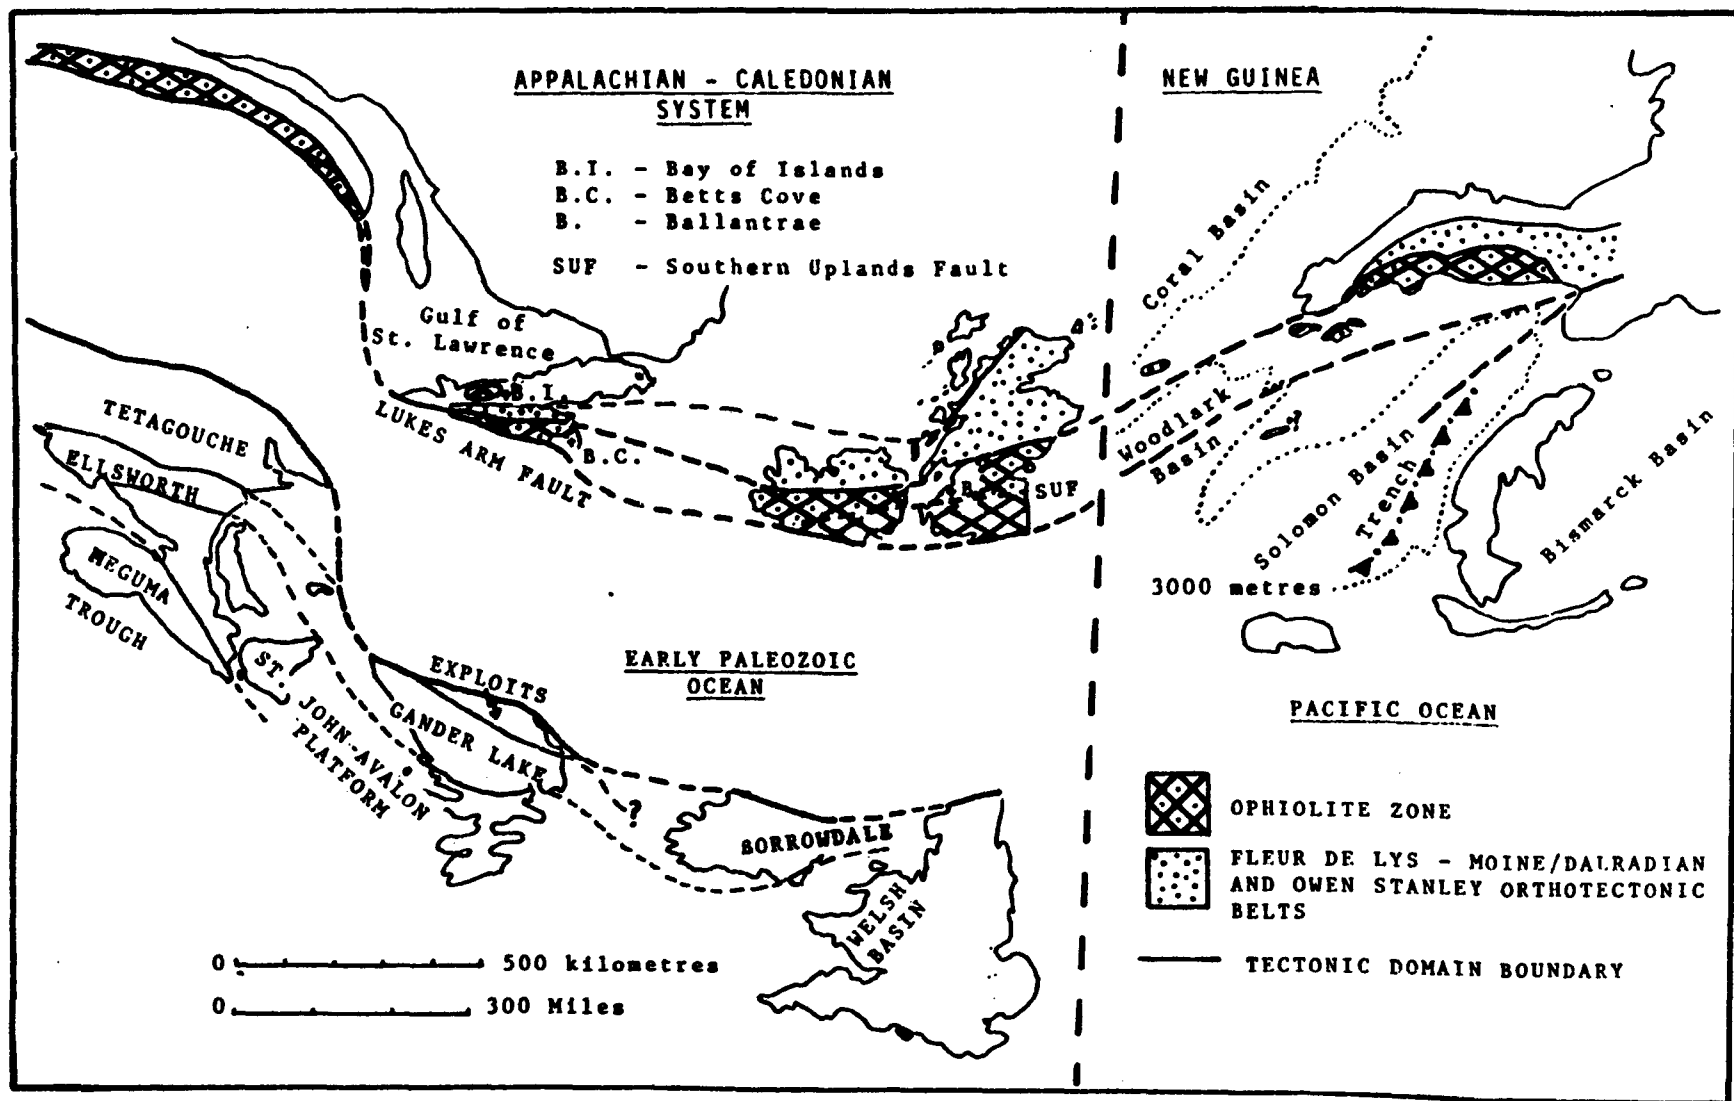 APPALACHIAN - CALEDONIAN
SYSTEM
B.I. - Bay of Islands
B.C. - Betts Cove
B. - Ballantrae
SUF - Southern Uplands Fault
NEW GUINEA
Coral Basin
Gulf of
St. Lawrence
B.I.
B.C.
LUKES ARM FAULT
B.
SUF
Woodlark
Basin
Solomon Basin
Trench
Bismarck Basin
3000 metres
TETAGOUCHE
ELLSWORTH
MEGUMA
TROUGH
ST. JOHN-AVALON
PLATFORM
EXPLOITS
GANDER LAKE
?
BORROWDALE
WELSH
BASIN
EARLY PALEOZOIC
OCEAN
PACIFIC OCEAN
OPHIOLITE ZONE
FLEUR DE LYS - MOINE/DALRADIAN
AND OWEN STANLEY ORTHOTECTONIC
BELTS
TECTONIC DOMAIN BOUNDARY
0 500 kilometres
0 300 Miles